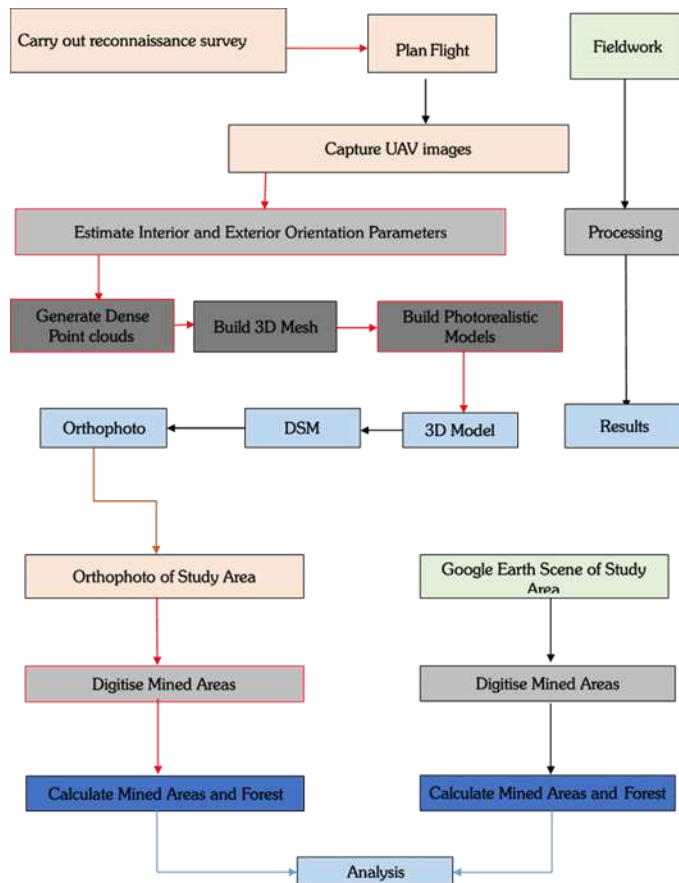 Carry out reconnaissance survey
Plan Flight
Fieldwork
Capture UAV images
Estimate Interior and Exterior Orientation Parameters
Processing
Generate Dense
Point clouds
Build 3D Mesh
Build Photorealistic
Models
Orthophoto
DSM
3D Model
Results
Orthophoto of Study Area
Google Earth Scene of Study
Area
Digitise Mined Areas
Digitise Mined Areas
Calculate Mined Areas and Forest
Calculate Mined Areas and Forest
Analysis